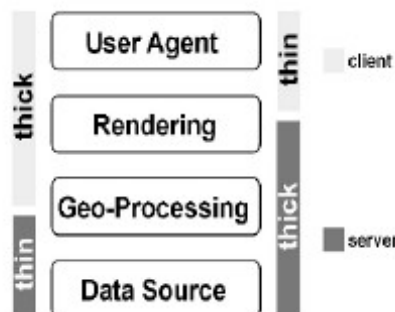 User Agent
Rendering
Geo-Processing
Data Source
thick
thin
thin
thick
client
server